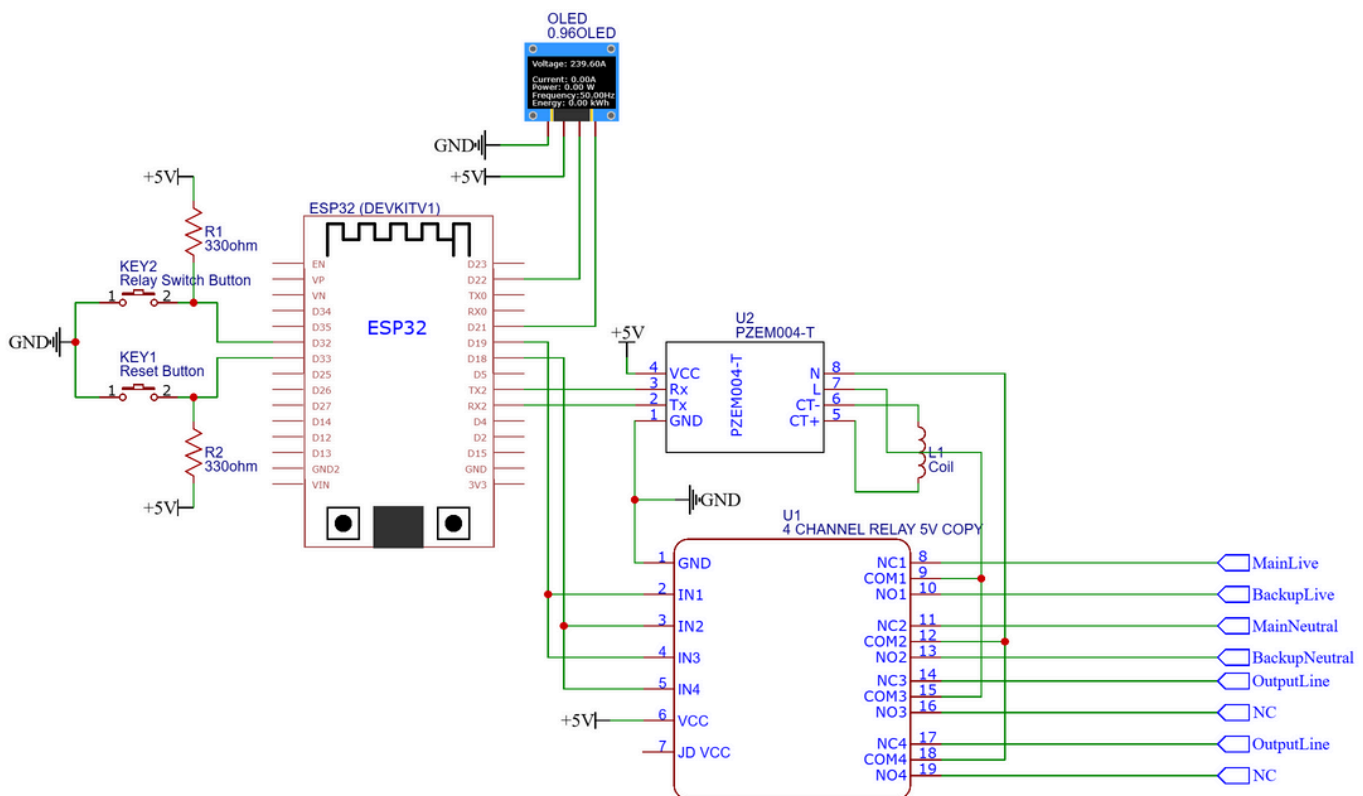 OLED
0.96OLED
Voltage: 239.60A
Current: 0.00A
Power: 0.00 W
Frequency:50.00Hz
Energy: 0.00 kWh
GND
+5V
+5V
R1
330ohm
KEY2
Relay Switch Button
1
2
GND
KEY1
Reset Button
1
2
R2
330ohm
+5V
ESP32 (DEVKITV1)
ESP32
EN
VP
VN
D34
D35
D32
D33
D25
D26
D27
D14
D12
D13
GND2
VIN
D23
D22
TX0
RX0
D21
D19
D18
D5
TX2
RX2
D4
D2
D15
GND
3V3
+5V
U2
PZEM004-T
PZEM004-T
4 VCC
3 Rx
2 Tx
1 GND
N 8
L 7
CT- 6
CT+ 5
L1
Coil
GND
U1
4 CHANNEL RELAY 5V COPY
1 GND
2 IN1
3 IN2
4 IN3
5 IN4
+5V
6 VCC
7 JD VCC
NC1 8 MainLive
COM1 9
NO1 10 BackupLive
NC2 11 MainNeutral
COM2 12
NO2 13 BackupNeutral
NC3 14 OutputLine
COM3 15
NO3 16 NC
NC4 17 OutputLine
COM4 18
NO4 19 NC